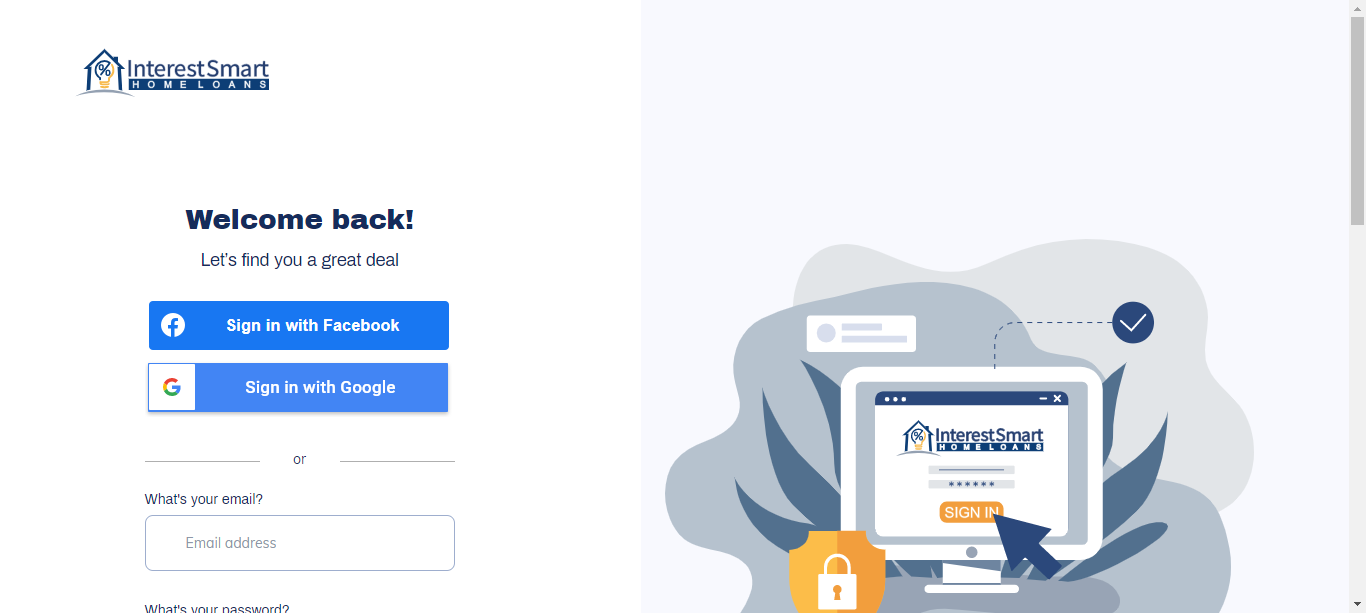 InterestSmart
HOME LOANS
Welcome back!
Let's find you a great deal
Sign in with Facebook
Sign in with Google
or
What's your email?
Email address
What's your password?
InterestSmart
HOME LOANS
******
SIGN IN